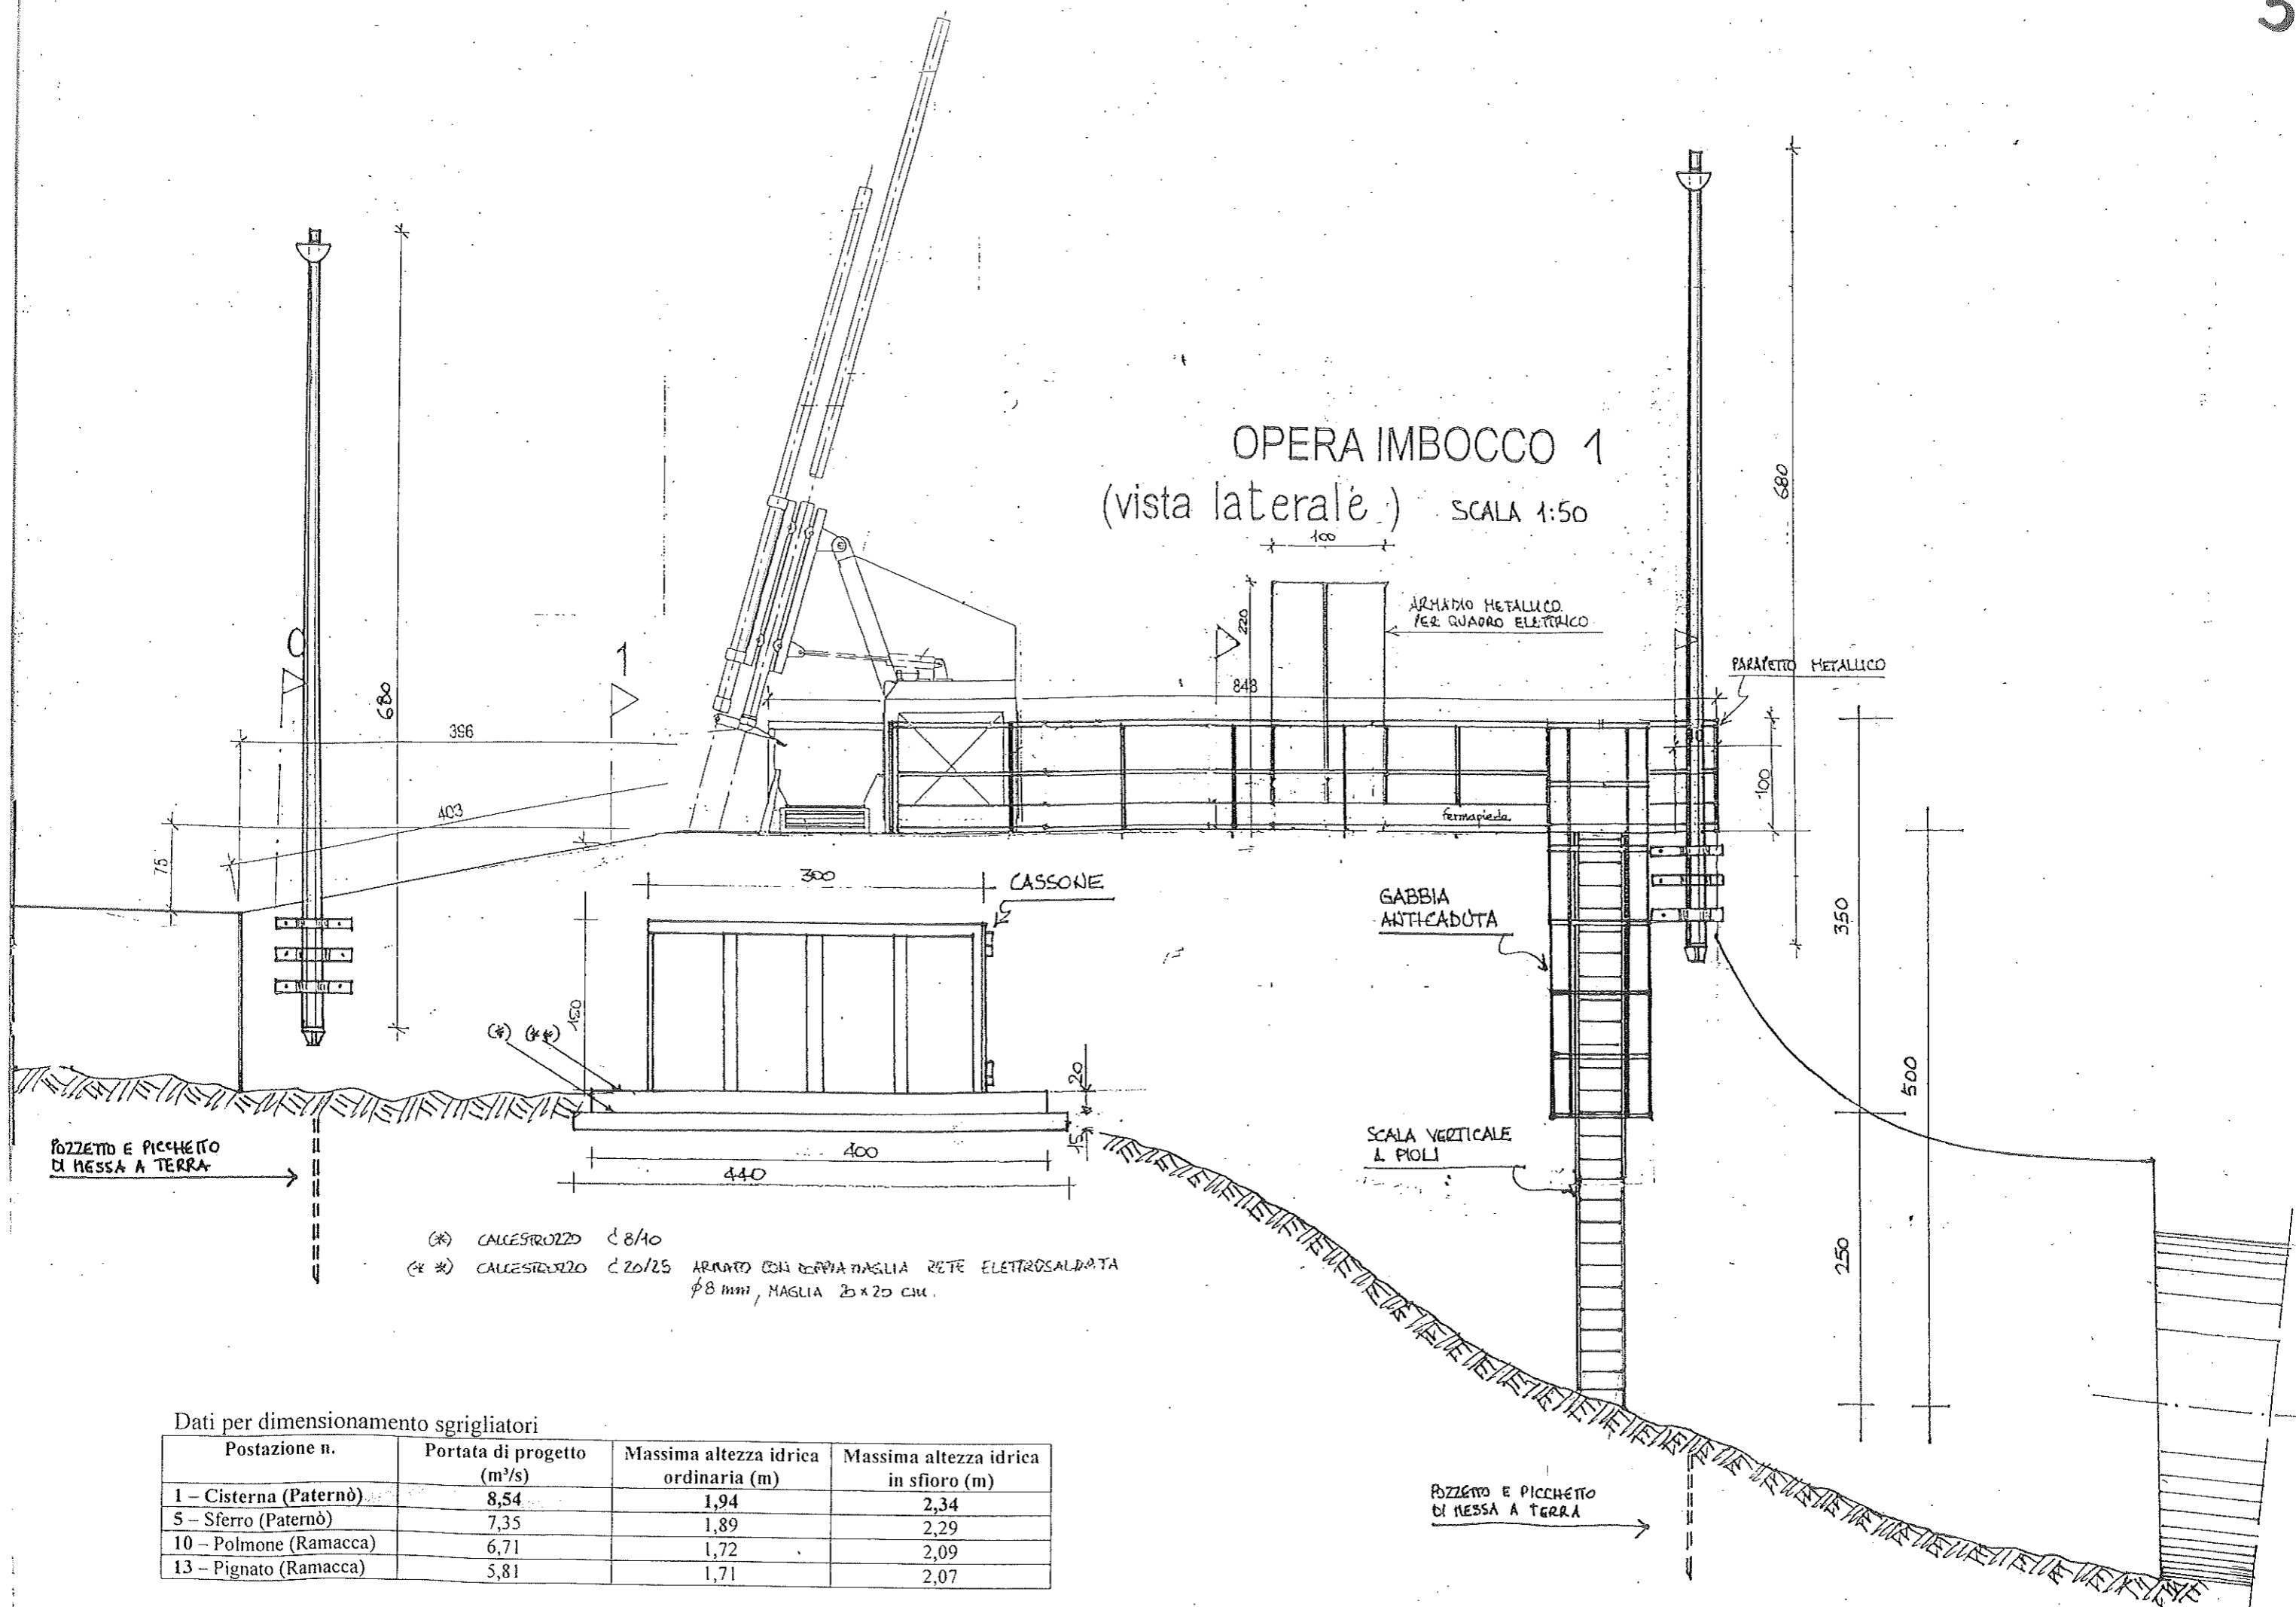 3
OPERA IMBOCCO 1
(vista laterale) SCALA 1:50
100
680
220
ARMADIO METALLICO
PER QUADRO ELETTRICO
0
1
680
848
PARAPETTO METALLICO
396
403
75
100
fermapiede
300
CASSONE
GABBIA
ANTICADUTA
350
(*) (**)
150
20
500
15
POZZETTO E PICCHETTO
DI MESSA A TERRA
400
440
SCALA VERTICALE
A PIOLI
250
(*) CALCESTRUZZO C 8/10
(**) CALCESTRUZZO C 20/25 ARMATO CON DOPPIA MAGLIA RETE ELETTROSALDATA
φ8 mm, MAGLIA 20x20 cm.
Dati per dimensionamento sgrigliatori
Postazione n. Portata di progetto (m³/s) Massima altezza idrica ordinaria (m) Massima altezza idrica in sfioro (m)
1 – Cisterna (Paternò) 8,54 1,94 2,34
5 – Sferro (Paternò) 7,35 1,89 2,29
10 – Polmone (Ramacca) 6,71 1,72 2,09
13 – Pignato (Ramacca) 5,81 1,71 2,07
POZZETTO E PICCHETTO
DI MESSA A TERRA